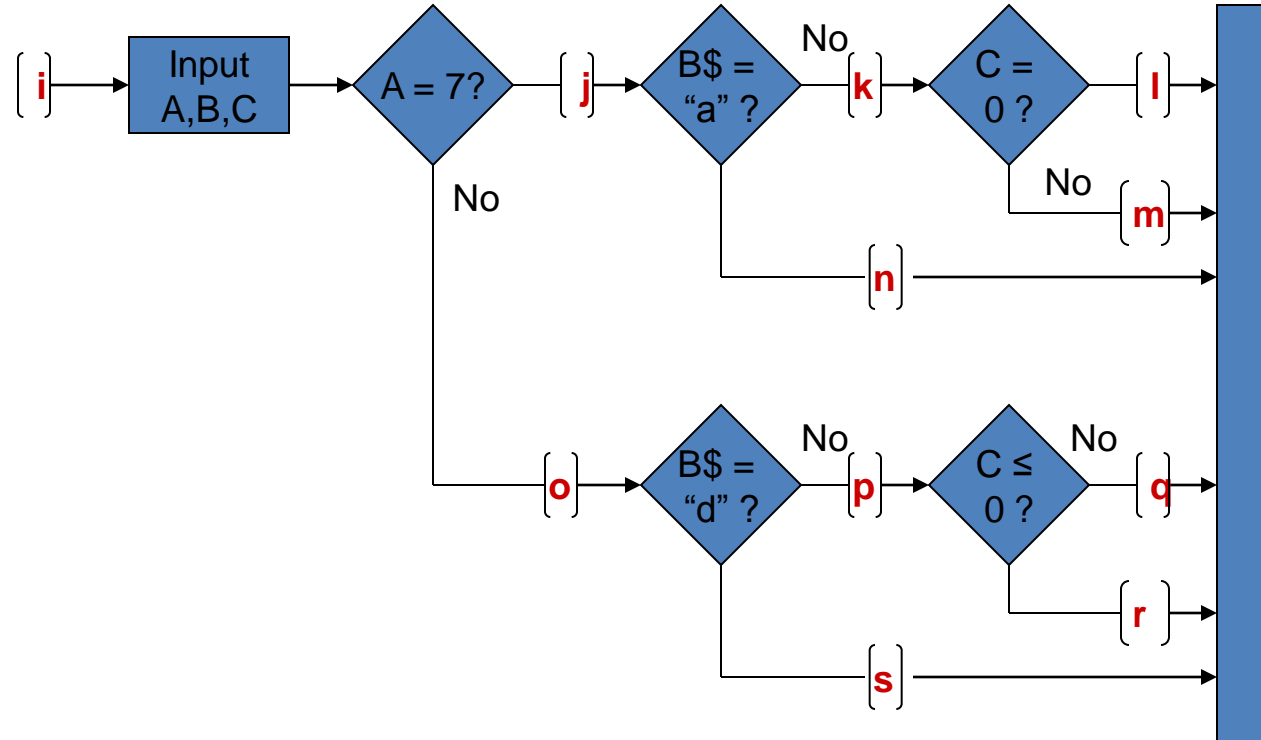 i
Input
A,B,C
A = 7?
j
B$ =
“a” ?
No
k
C =
0 ?
l
No
m
No
n
o
B$ =
“d” ?
No
p
C ≤
0 ?
No
q
r
s